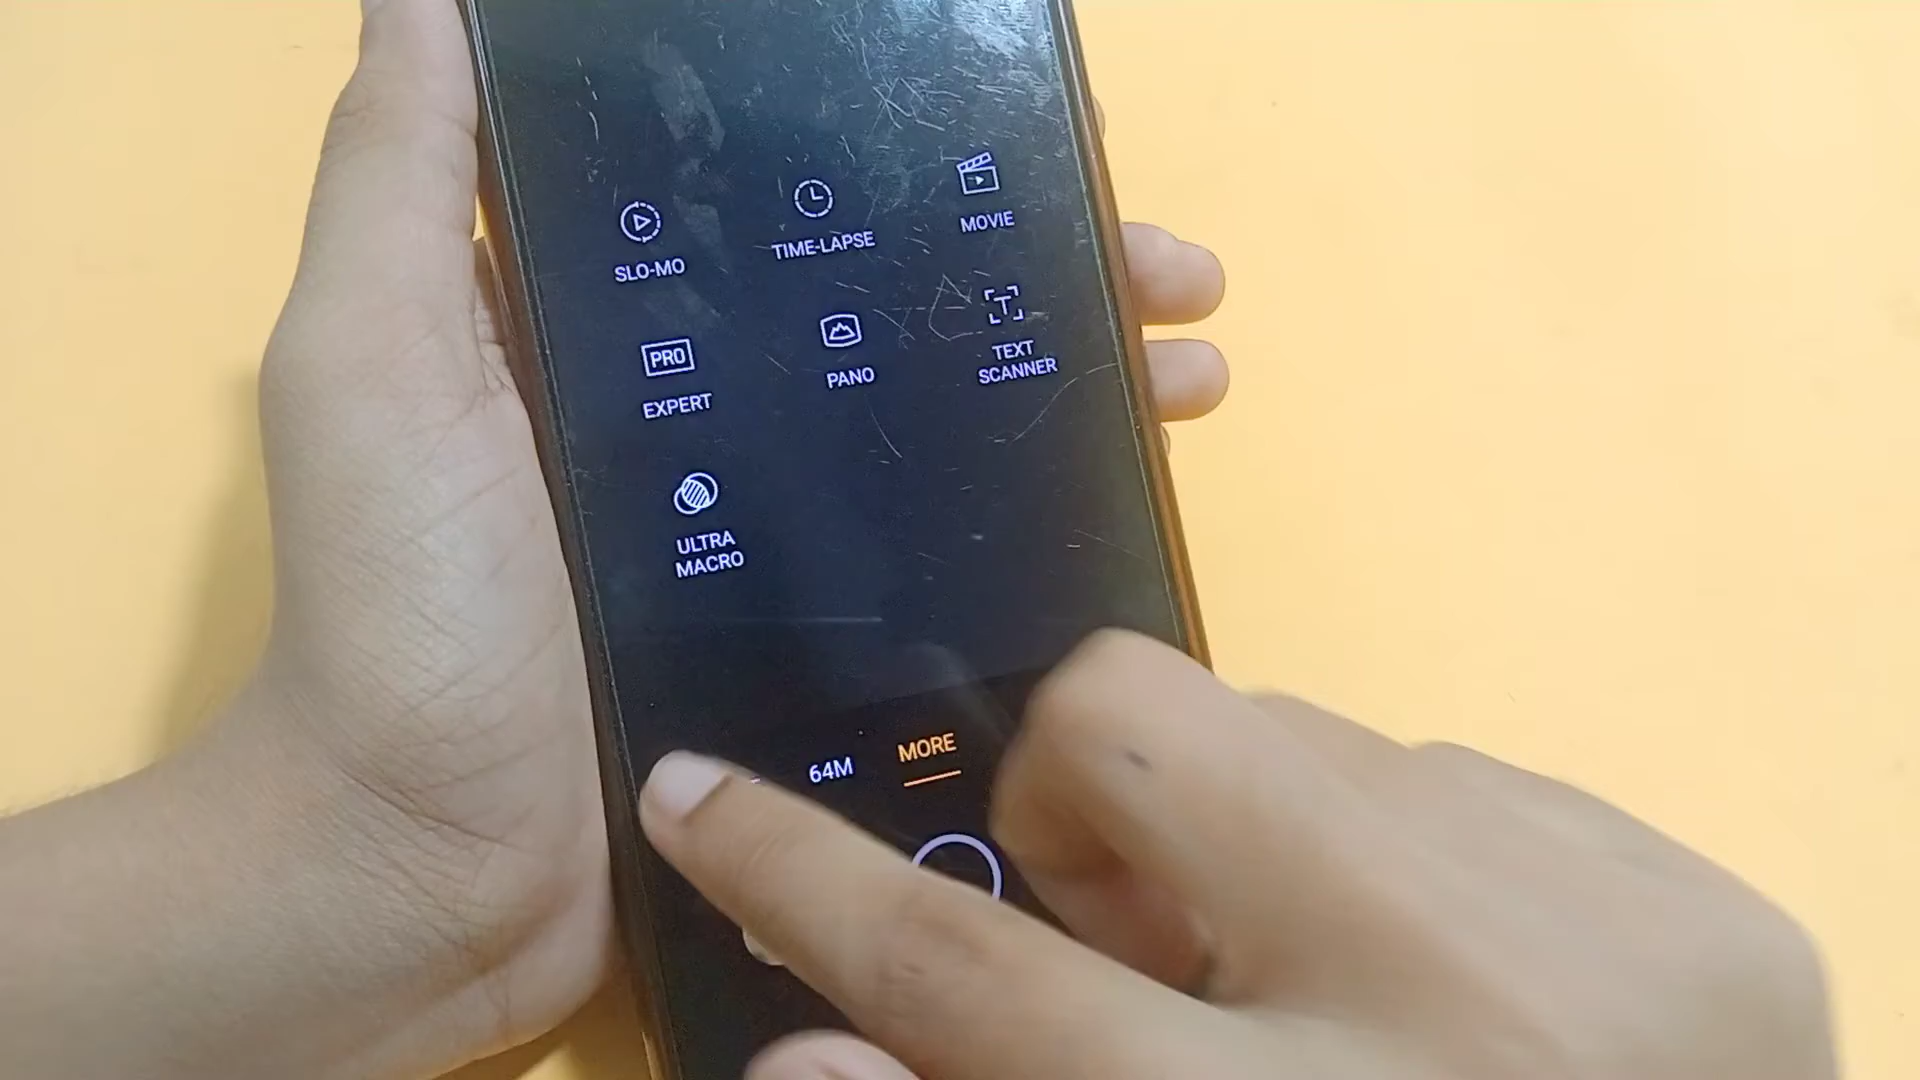 SLO-MO
TIME-LAPSE
MOVIE
PRO
EXPERT
PANO
T
TEXT
SCANNER
ULTRA
MACRO
64M
MORE